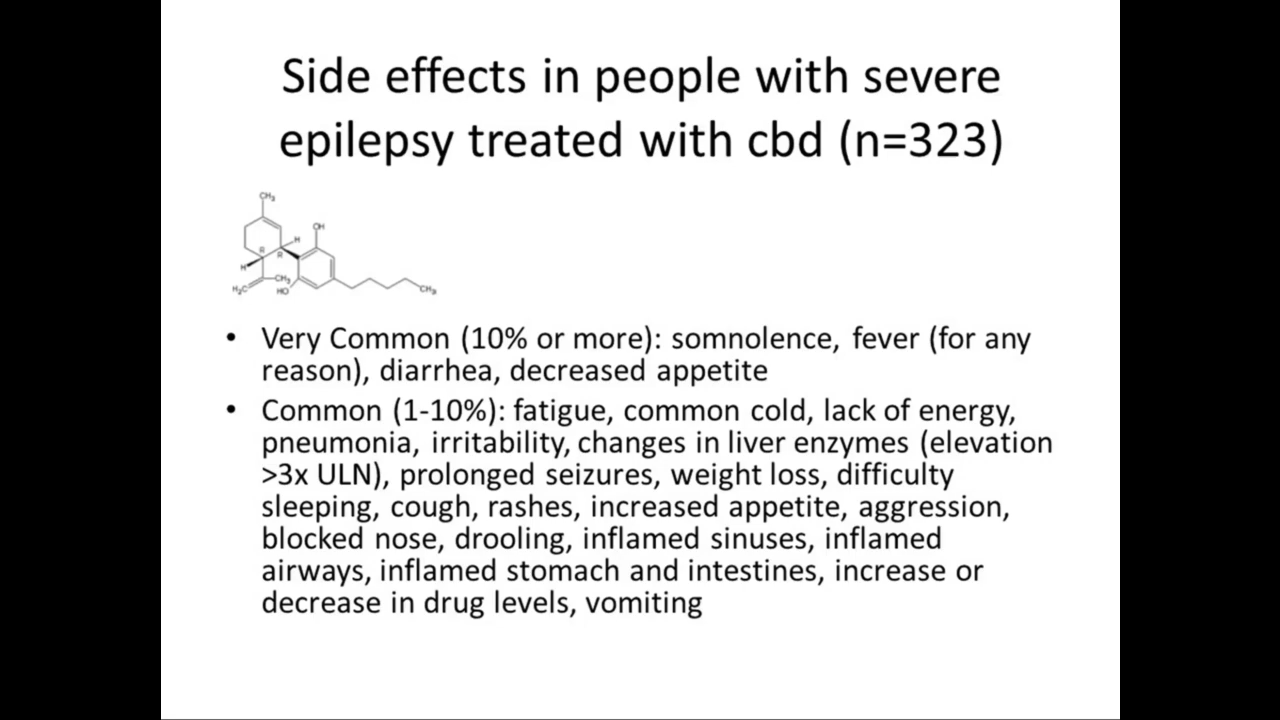 Side effects in people with severe
epilepsy treated with cbd (n=323)
CH₃
OH
H
R
R
H
CH₃
H₂C
HO
CH₃
• Very Common (10% or more): somnolence, fever (for any
reason), diarrhea, decreased appetite
• Common (1-10%): fatigue, common cold, lack of energy,
pneumonia, irritability, changes in liver enzymes (elevation
>3x ULN), prolonged seizures, weight loss, difficulty
sleeping, cough, rashes, increased appetite, aggression,
blocked nose, drooling, inflamed sinuses, inflamed
airways, inflamed stomach and intestines, increase or
decrease in drug levels, vomiting